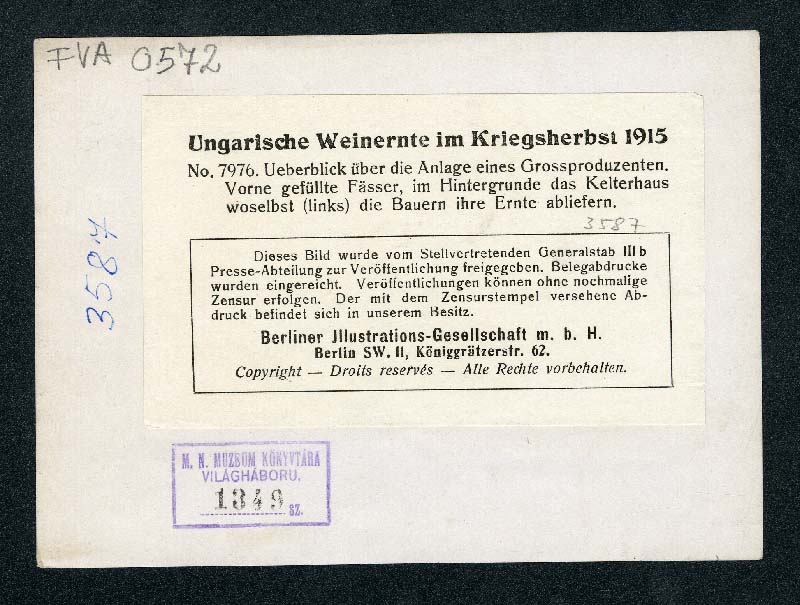 FVA 0572
Ungarische Weinernte im Kriegsherbst 1915
No. 7976. Ueberblick über die Anlage eines Grossproduzenten.
Vorne gefüllte Fässer, im Hintergrunde das Kelterhaus
woselbst (links) die Bauern ihre Ernte abliefern.
3587
3587
Dieses Bild wurde vom Stellvertretenden Generalstab III b
Presse-Abteilung zur Veröffentlichung freigegeben. Belegabdrucke
wurden eingereicht. Veröffentlichungen können ohne nochmalige
Zensur erfolgen. Der mit dem Zensurstempel versehene Ab-
druck befindet sich in unserem Besitz.
Berliner Jllustrations-Gesellschaft m. b. H.
Berlin SW. 11, Königgrätzerstr. 62.
Copyright — Droits reservés — Alle Rechte vorbehalten.
M. N. MUZEUM KÖNYVTÁRA
VILÁGHÁBORU,
1349 SZ.